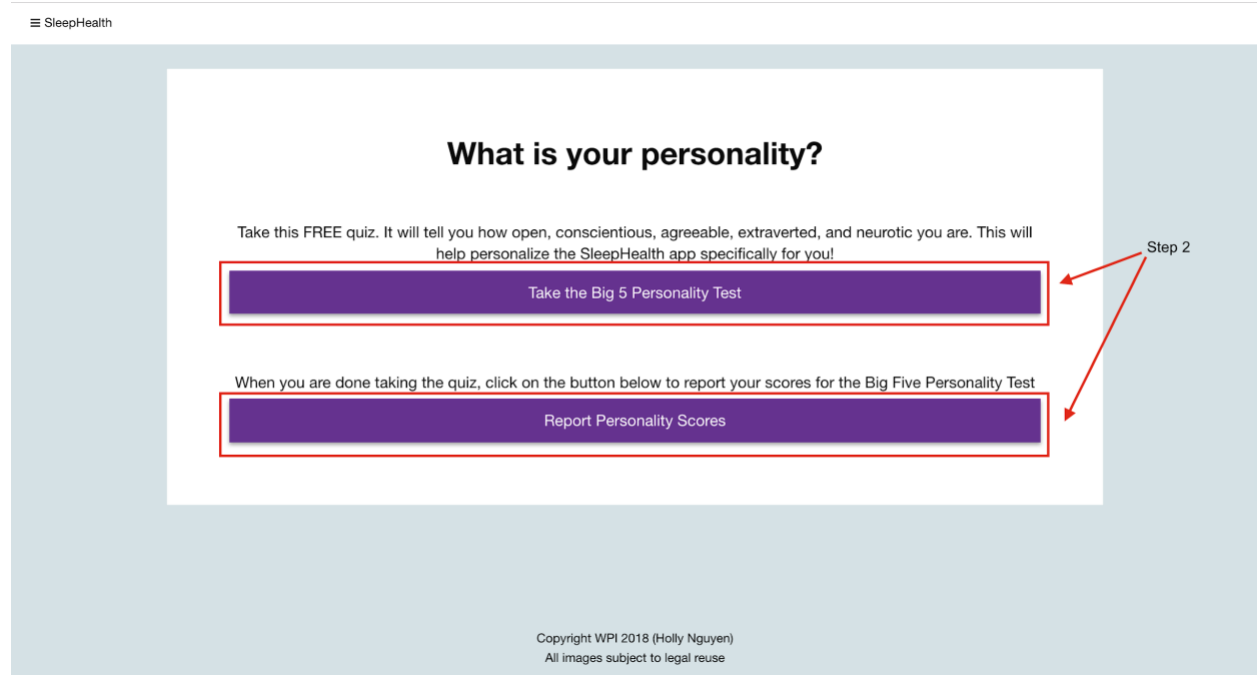 ☰ SleepHealth
What is your personality?
Take this FREE quiz. It will tell you how open, conscientious, agreeable, extraverted, and neurotic you are. This will
help personalize the SleepHealth app specifically for you!
Step 2
Take the Big 5 Personality Test
When you are done taking the quiz, click on the button below to report your scores for the Big Five Personality Test
Report Personality Scores
Copyright WPI 2018 (Holly Nguyen)
All images subject to legal reuse